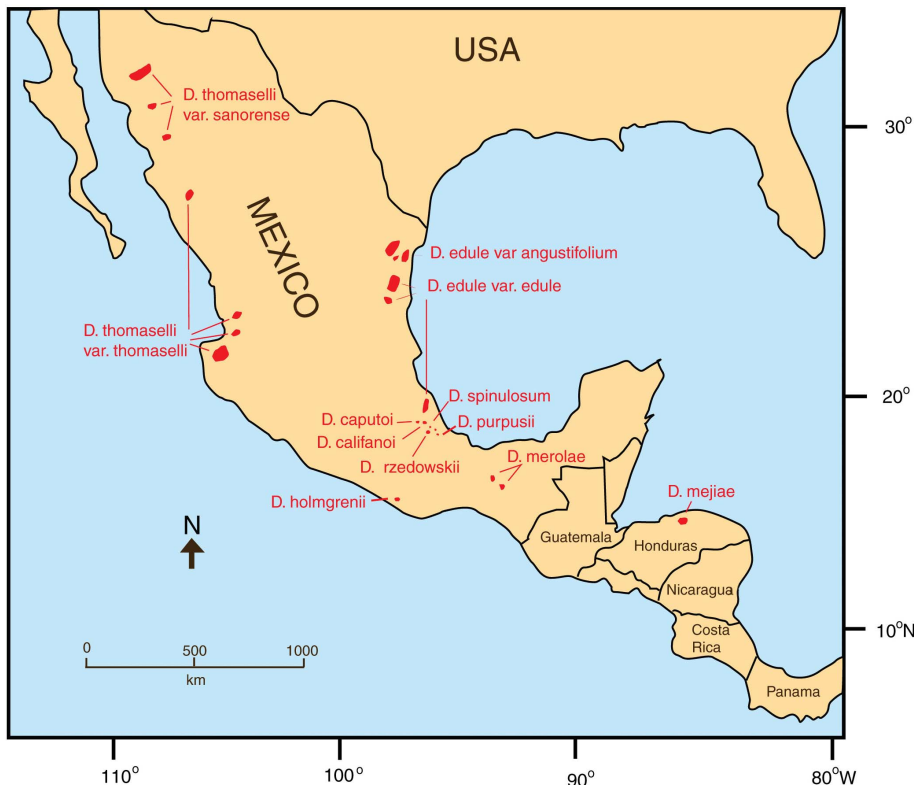 USA
D. thomaselli
var. sanorense
30°
MEXICO
D. edule var angustifolium
D. edule var. edule
D. thomaselli
var. thomaselli
D. spinulosum
20°
D. caputoi
D. purpusii
D. califanoi
D. rzedowskii
D. merolae
D. holmgrenii
D. mejiae
N
Guatemala
Honduras
Nicaragua
10°N
Costa
Rica
0 500 1000
km
Panama
110° 100° 90° 80°W